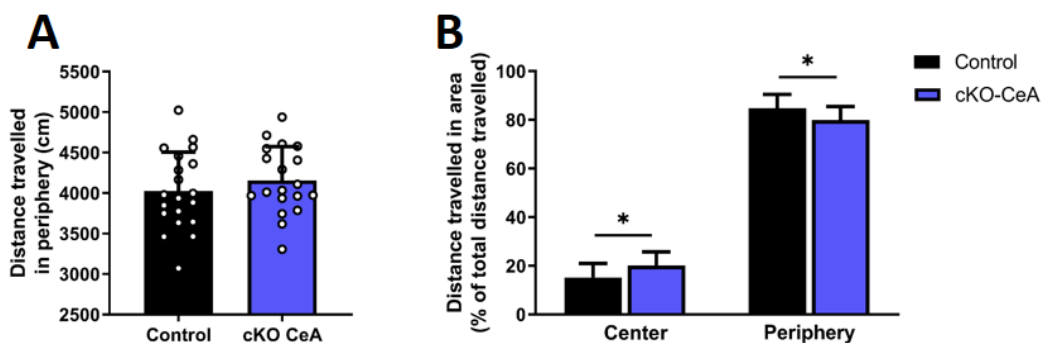 A
Distance travelled
in periphery (cm)
5500
5000
4500
4000
3500
3000
2500
Control
cKO CeA
B
Distance travelled in area
(% of total distance travelled)
100
80
60
40
20
0
*
*
Center
Periphery
Control
cKO-CeA